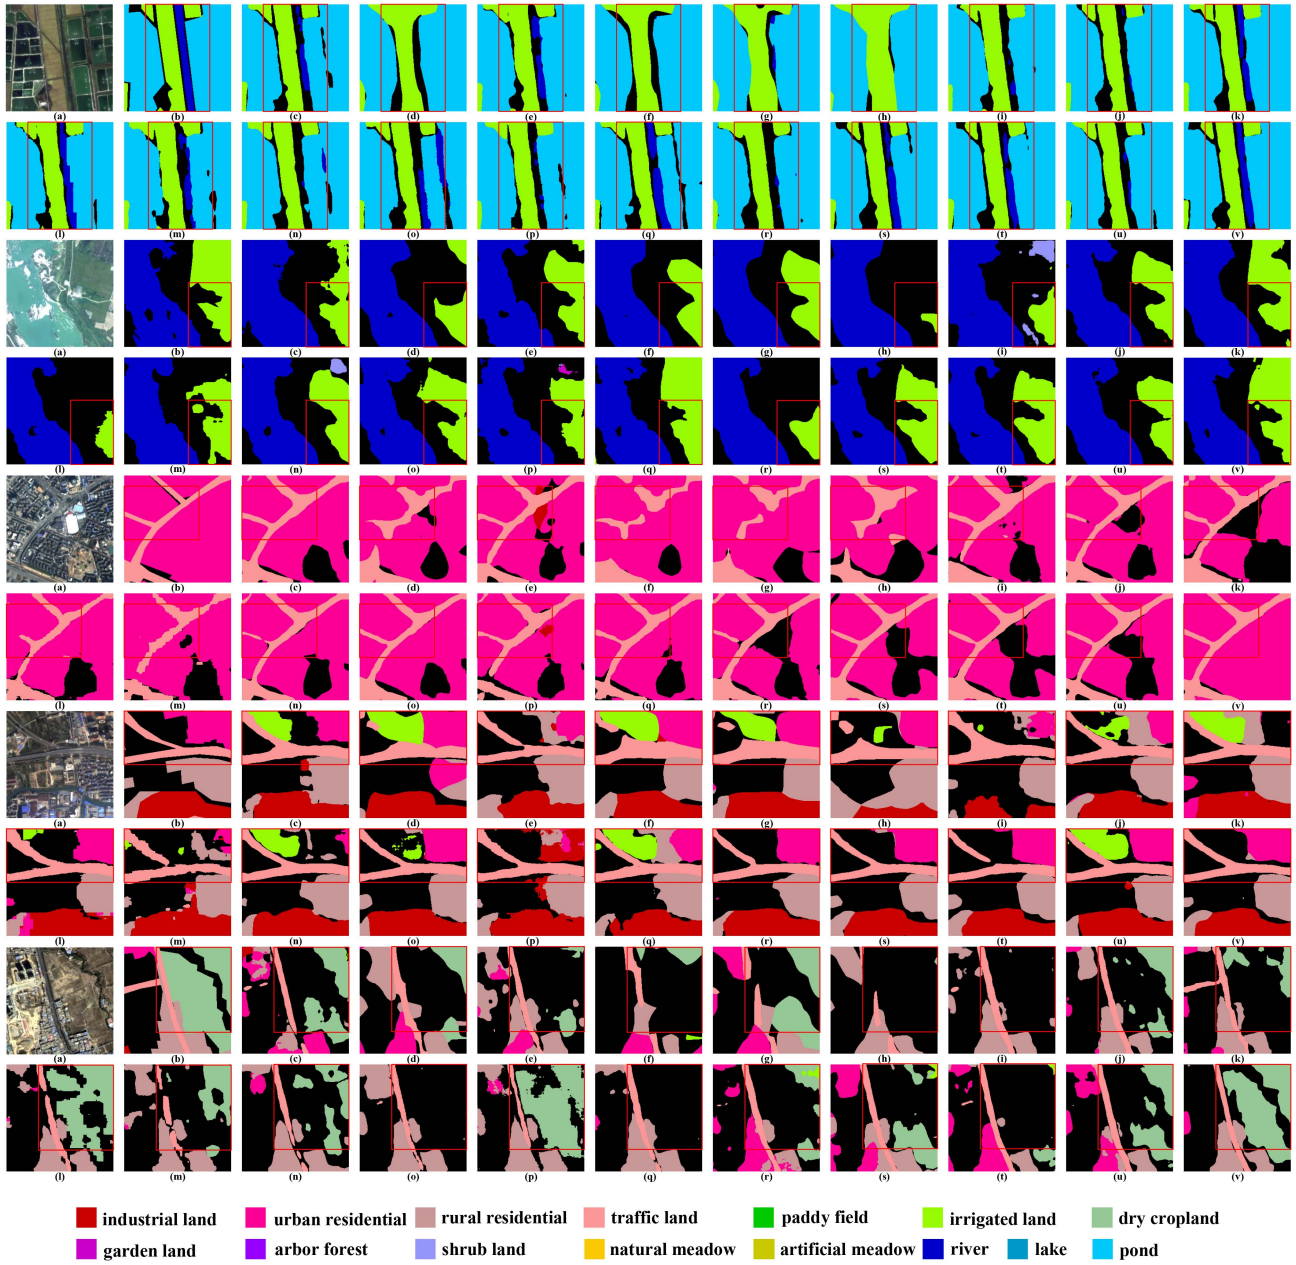 (a) (b) (c) (d) (e) (f) (g) (h) (i) (j) (k)
(l) (m) (n) (o) (p) (q) (r) (s) (t) (u) (v)
(a) (b) (c) (d) (e) (f) (g) (h) (i) (j) (k)
(l) (m) (n) (o) (p) (q) (r) (s) (t) (u) (v)
(a) (b) (c) (d) (e) (f) (g) (h) (i) (j) (k)
(l) (m) (n) (o) (p) (q) (r) (s) (t) (u) (v)
(a) (b) (c) (d) (e) (f) (g) (h) (i) (j) (k)
(l) (m) (n) (o) (p) (q) (r) (s) (t) (u) (v)
(a) (b) (c) (d) (e) (f) (g) (h) (i) (j) (k)
(l) (m) (n) (o) (p) (q) (r) (s) (t) (u) (v)
industrial land urban residential rural residential traffic land paddy field irrigated land dry cropland
garden land arbor forest shrub land natural meadow artificial meadow river lake pond